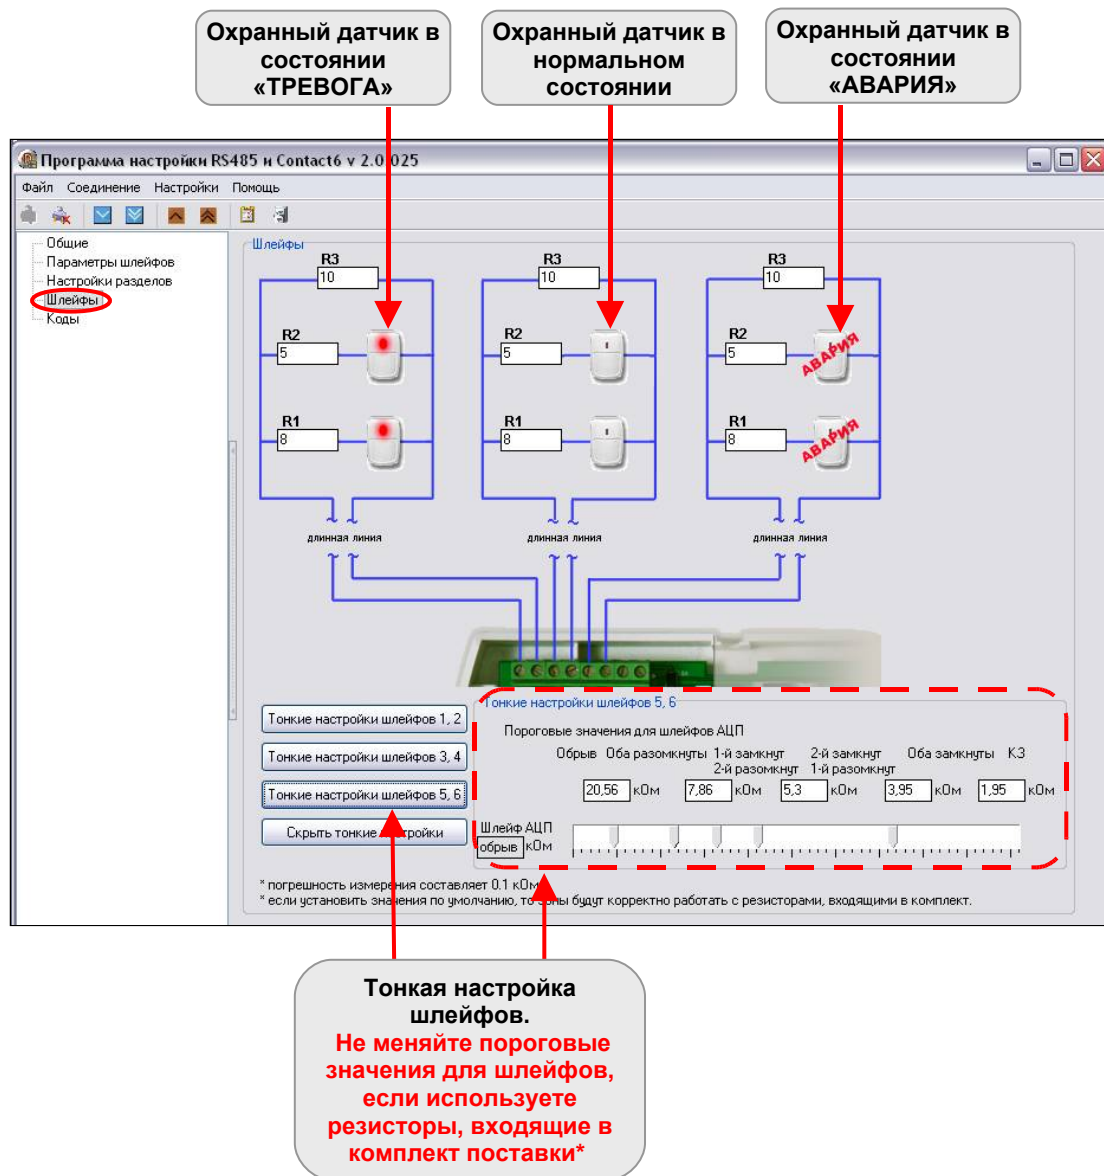 Охранный датчик в
состоянии
«ТРЕВОГА»
Охранный датчик в
нормальном
состоянии
Охранный датчик в
состоянии
«АВАРИЯ»
Программа настройки RS485 и Contact6 v 2.0.025
Файл Соединение Настройки Помощь
Общие
Параметры шлейфов
Настройки разделов
Шлейфы
Коды
Шлейфы
R3
10
R2
5
R1
8
длинная линия
R3
10
R2
5
R1
8
длинная линия
R3
10
R2
5
АВАРИЯ
R1
8
АВАРИЯ
длинная линия
Тонкие настройки шлейфов 1, 2
Тонкие настройки шлейфов 3, 4
Тонкие настройки шлейфов 5, 6
Скрыть тонкие настройки
Тонкие настройки шлейфов 5, 6
Пороговые значения для шлейфов АЦП
Обрыв Оба разомкнуты 1-й замкнут 2-й замкнут Оба замкнуты КЗ
2-й разомкнут 1-й разомкнут
20,56 кОм 7,86 кОм 5,3 кОм 3,95 кОм 1,95 кОм
Шлейф АЦП
обрыв кОм
* погрешность измерения составляет 0.1 кОм
* если установить значения по умолчанию, то зоны будут корректно работать с резисторами, входящими в комплект.
Тонкая настройка
шлейфов.
Не меняйте пороговые
значения для шлейфов,
если используете
резисторы, входящие в
комплект поставки*